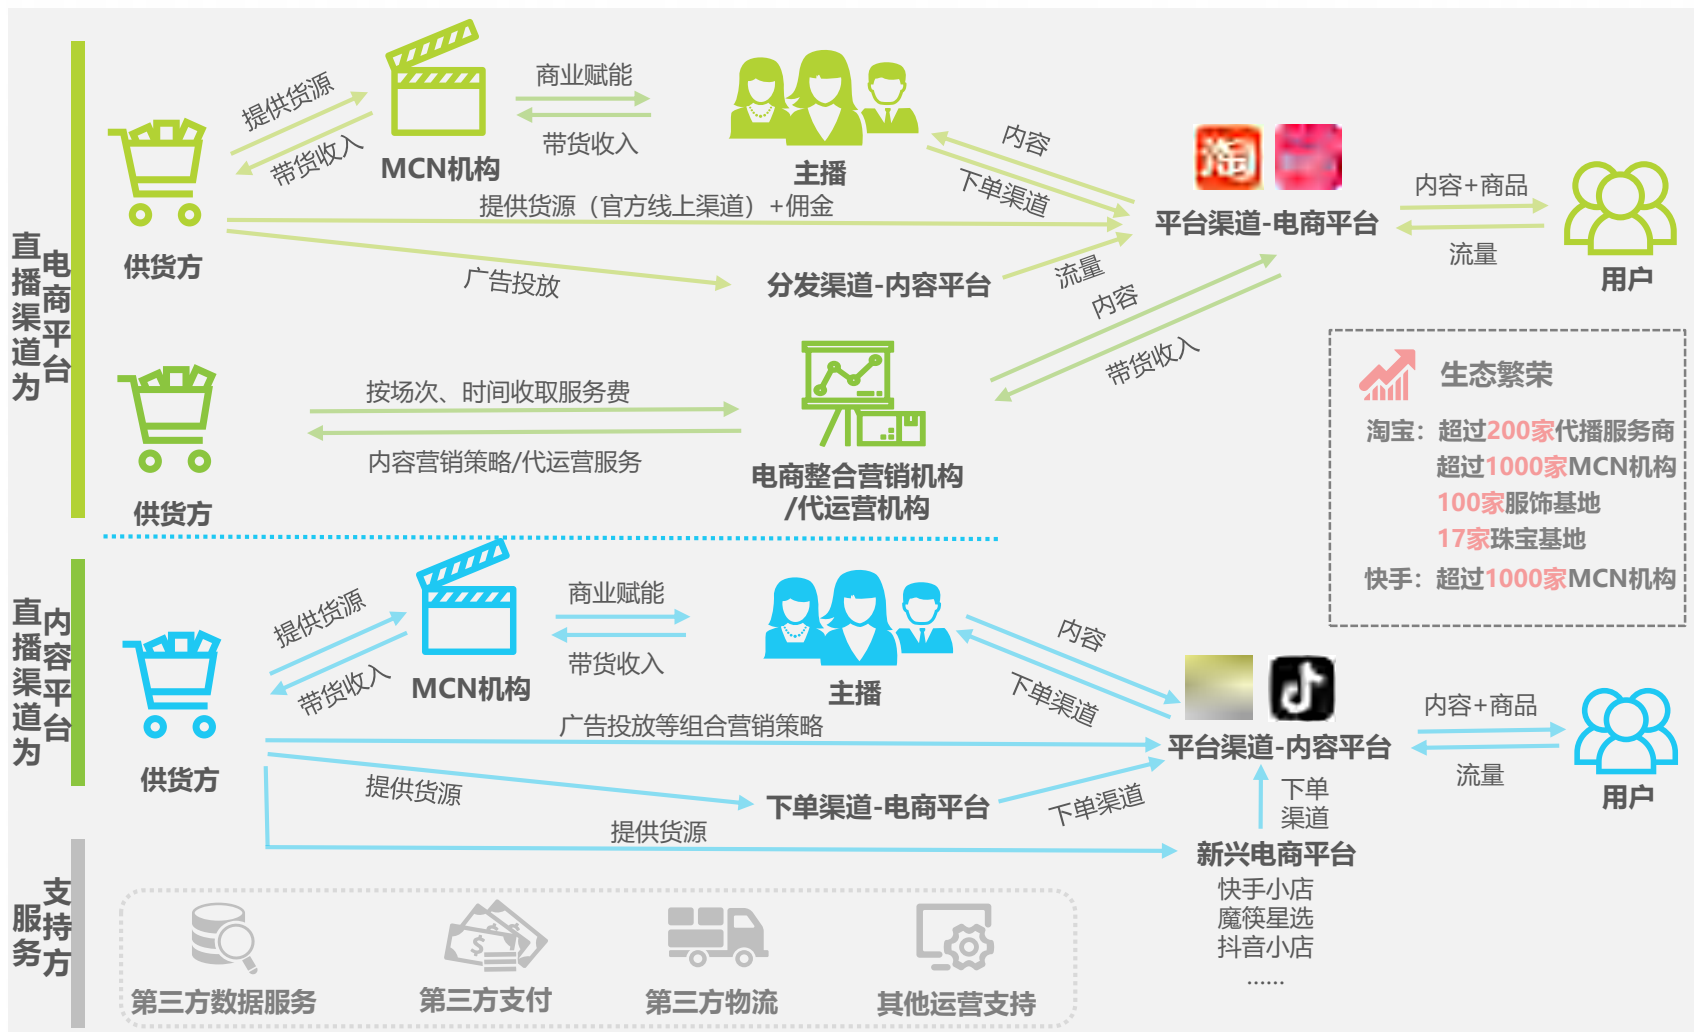 直播渠道为
电商平台
提供货源
带货收入
MCN机构
商业赋能
带货收入
主播
内容
下单渠道
淘
平台渠道-电商平台
内容+商品
流量
用户
供货方
提供货源（官方线上渠道）+佣金
广告投放
分发渠道-内容平台
流量
内容
带货收入
供货方
按场次、时间收取服务费
内容营销策略/代运营服务
电商整合营销机构
/代运营机构
生态繁荣
淘宝：超过200家代播服务商
超过1000家MCN机构
100家服饰基地
17家珠宝基地
快手：超过1000家MCN机构
直播渠道为
内容平台
提供货源
带货收入
MCN机构
商业赋能
带货收入
主播
内容
下单渠道
平台渠道-内容平台
内容+商品
流量
用户
供货方
广告投放等组合营销策略
提供货源
下单渠道-电商平台
下单渠道
提供货源
下单
渠道
新兴电商平台
快手小店
魔筷星选
抖音小店
……
服务
支持方
第三方数据服务
第三方支付
第三方物流
其他运营支持